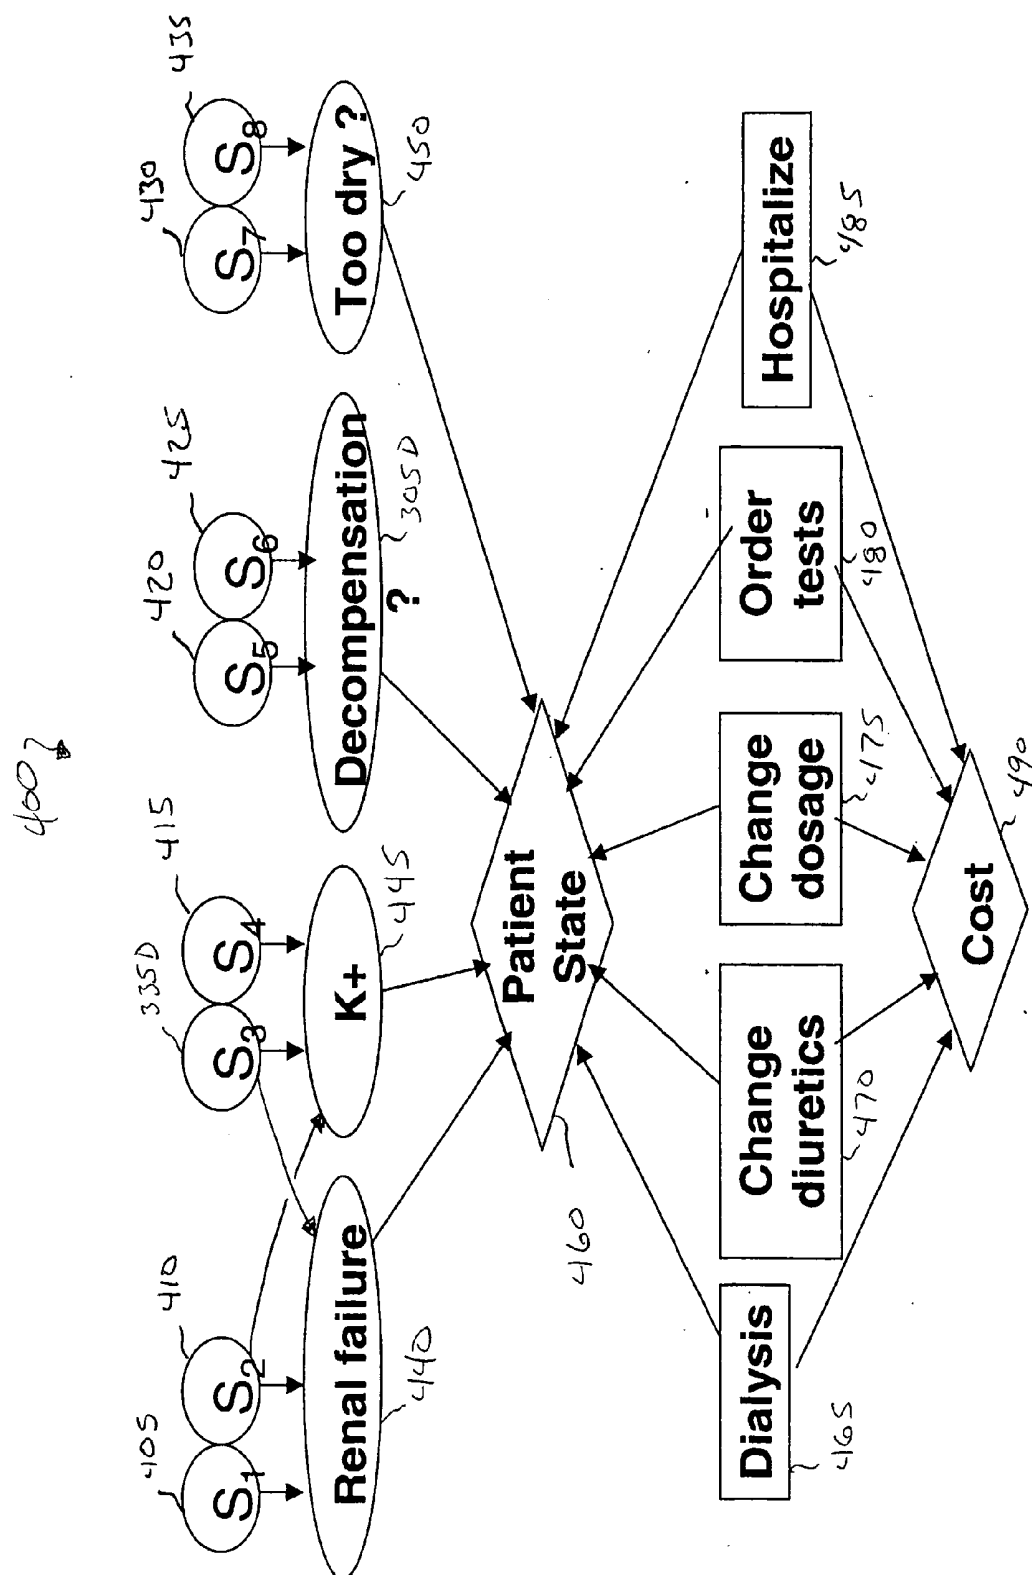 400
405
410
335D
415
420
425
430
435
S1
S2
S3
S4
S5
S6
S7
S8
Renal failure
K+
Decompensation
?
Too dry ?
440
445
305D
450
Patient
State
460
Dialysis
Change
diuretics
Change
dosage
Order
tests
Hospitalize
465
470
475
480
485
Cost
490